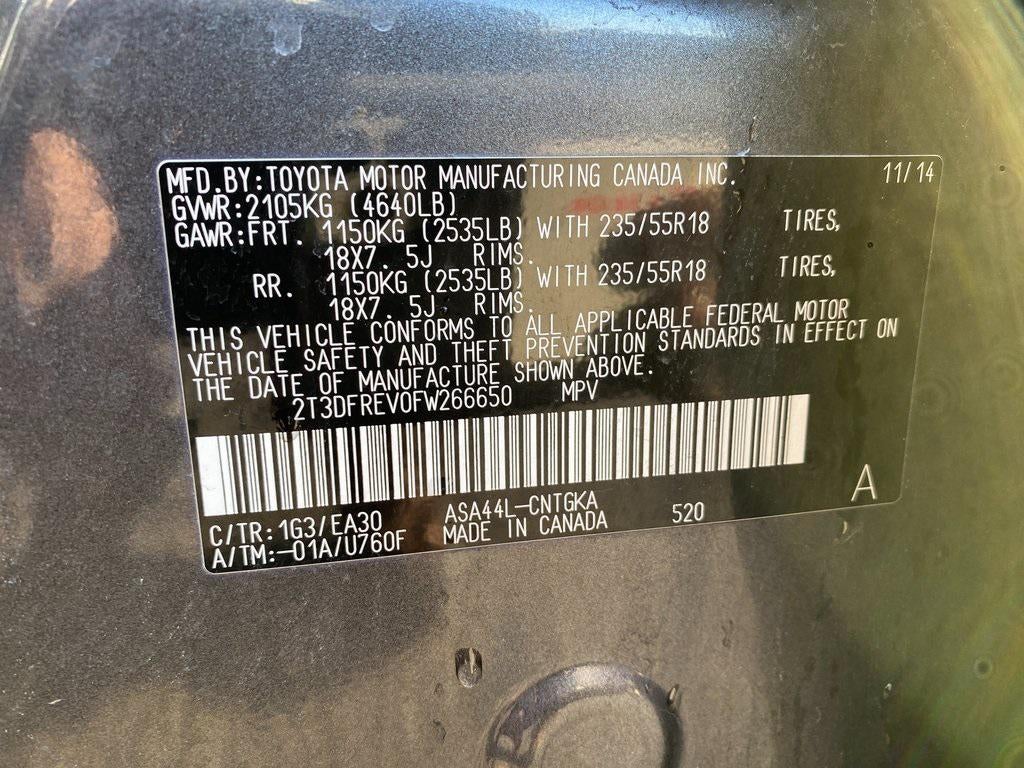 MFD.BY:TOYOTA MOTOR MANUFACTURING CANADA INC. 11/14
GVWR:2105KG (4640LB)
GAWR:FRT. 1150KG (2535LB) WITH 235/55R18 TIRES,
18X7. 5J RIMS.
RR. 1150KG (2535LB) WITH 235/55R18 TIRES,
18X7. 5J RIMS.
THIS VEHICLE CONFORMS TO ALL APPLICABLE FEDERAL MOTOR
VEHICLE SAFETY AND THEFT PREVENTION STANDARDS IN EFFECT ON
THE DATE OF MANUFACTURE SHOWN ABOVE.
2T3DFREV0FW266650 MPV
A
C/TR:1G3/EA30 ASA44L-CNTGKA 520
A/TM:-01A/U760F MADE IN CANADA